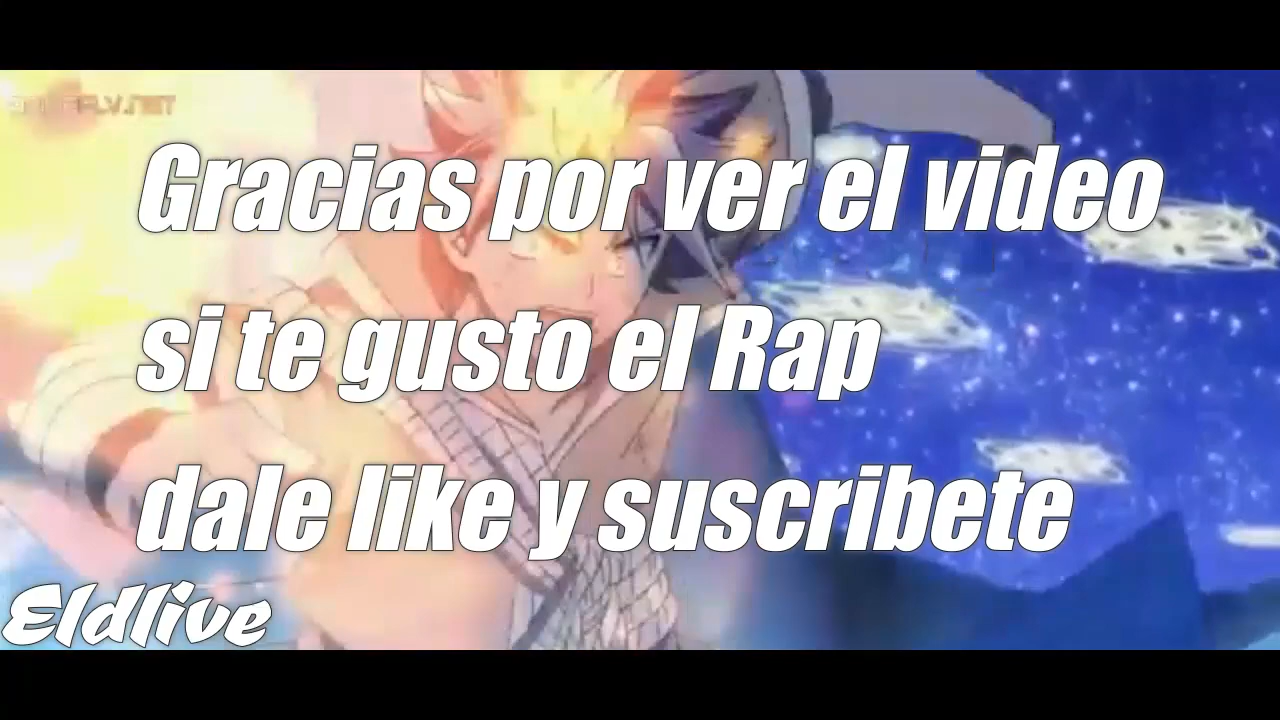 Gracias por ver el video
si te gusto el Rap
dale like y suscribete
Eldlive